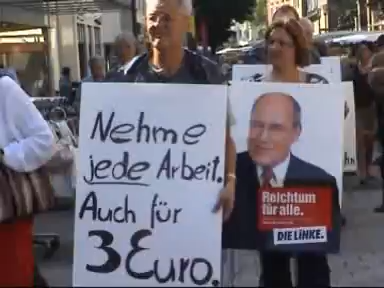 Nehme
jede Arbeit.
Auch für
3 Euro.
Reichtum
für alle.
DIE LINKE.